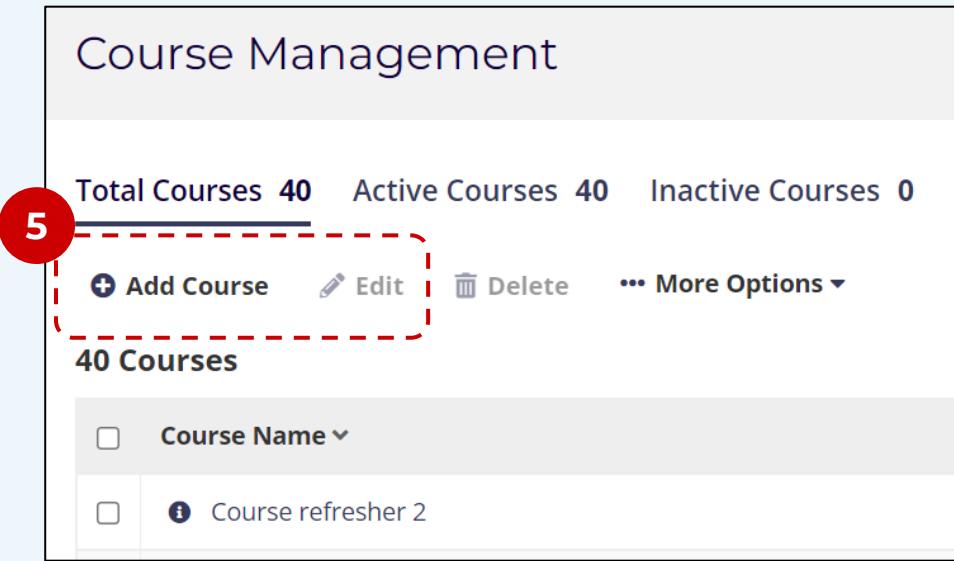 Course Management
Total Courses 40 Active Courses 40 Inactive Courses 0
5
Add Course Edit Delete ••• More Options
40 Courses
Course Name
Course refresher 2